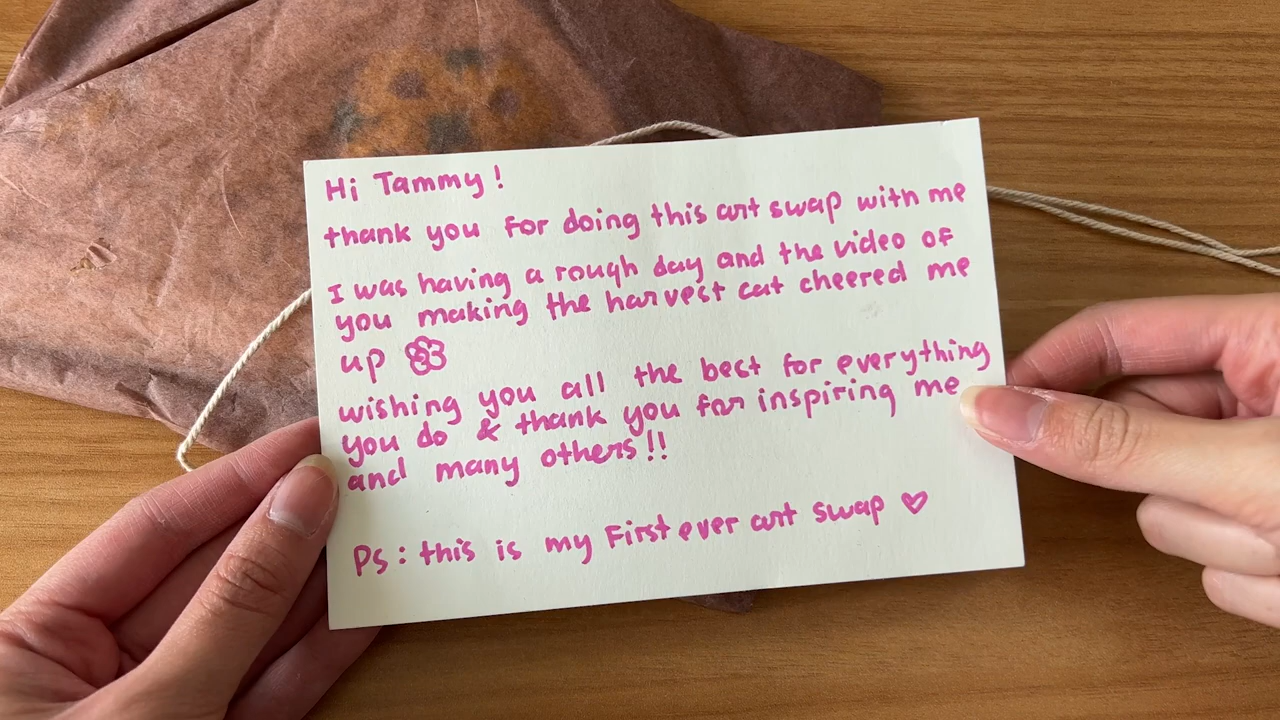 Hi Tammy!
thank you for doing this art swap with me
I was having a rough day and the video of
you making the harvest cat cheered me
up
wishing you all the best for everything
you do & thank you for inspiring me
and many others!!
Ps: this is my First ever art swap ♡